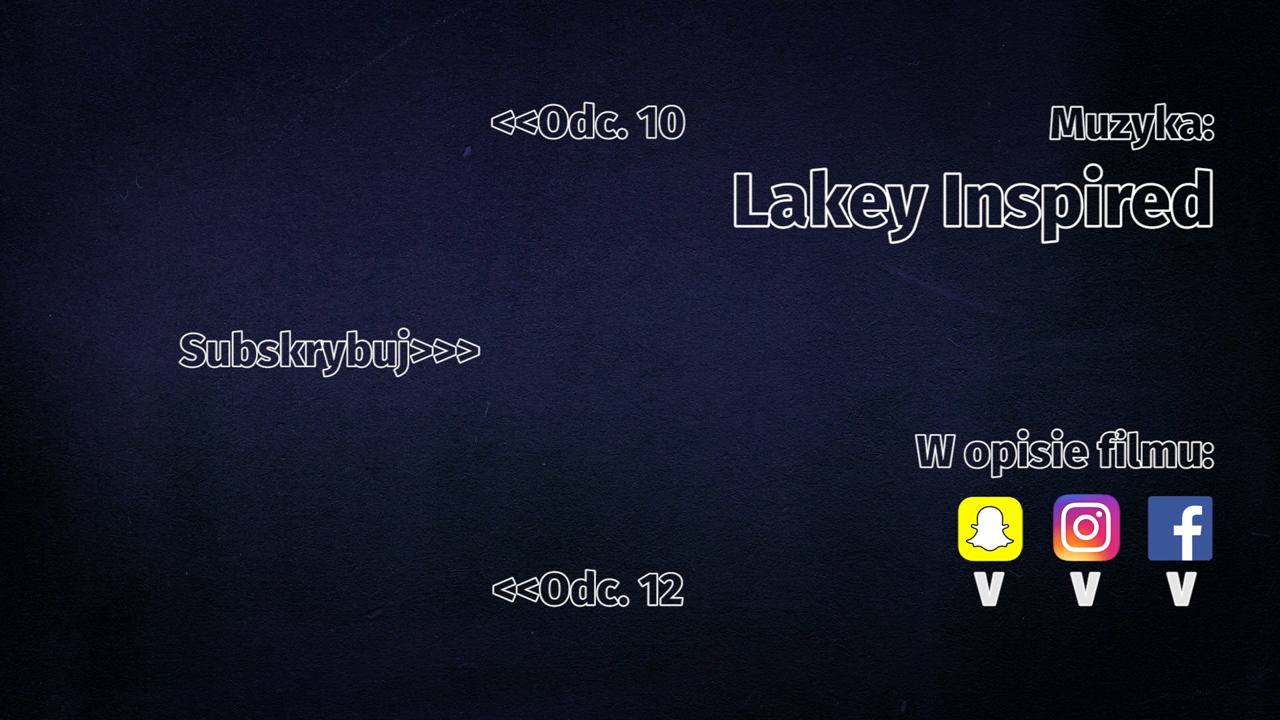 <<Odc. 10
Muzyka:
Lakey Inspired
Subskrybuj>>>
W opisie filmu:
V V V
<<Odc. 12